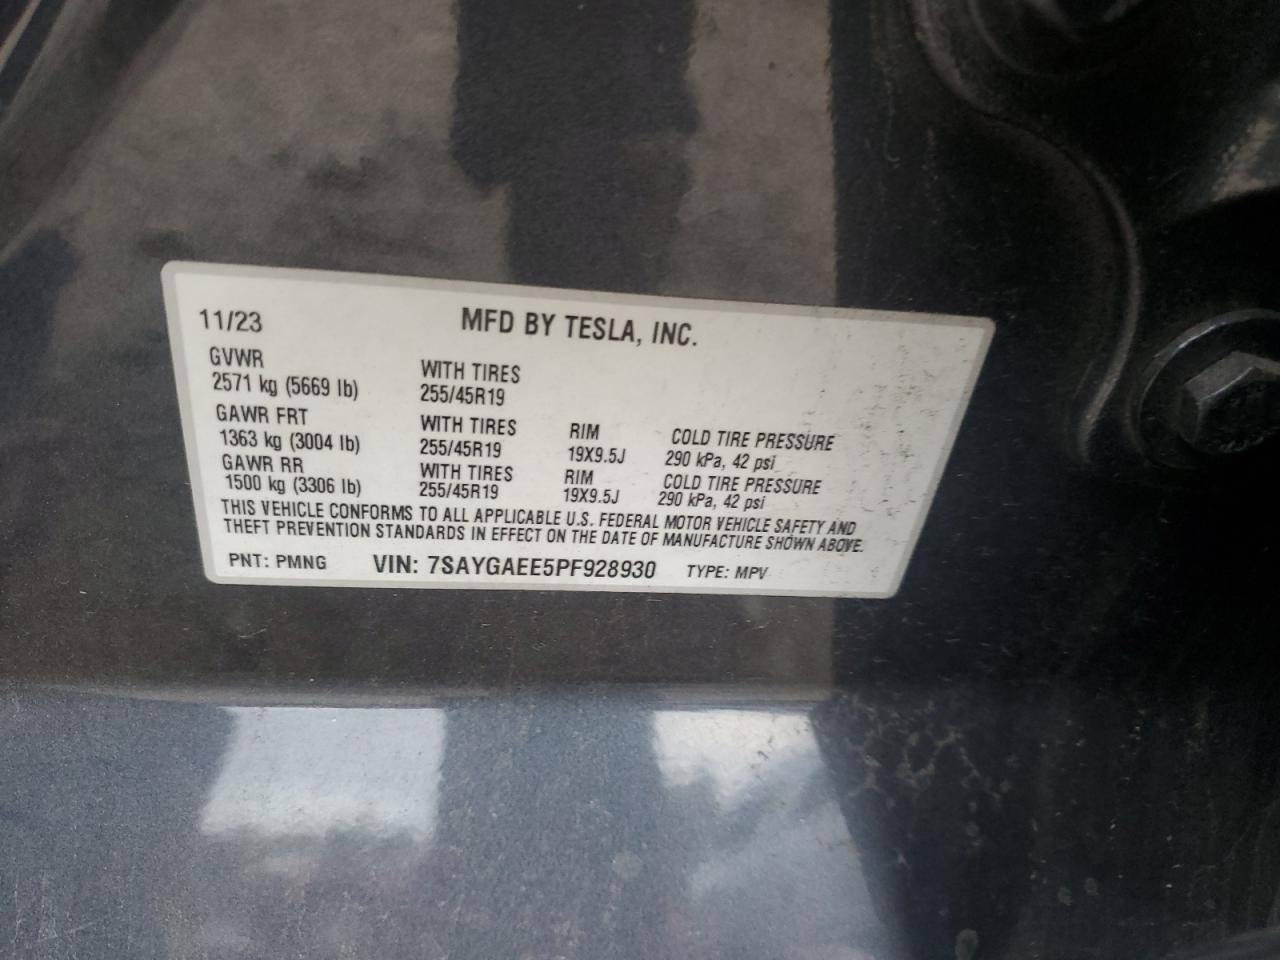 11/23 MFD BY TESLA, INC.
GVWR WITH TIRES
2571 kg (5669 lb) 255/45R19
GAWR FRT WITH TIRES RIM COLD TIRE PRESSURE
1363 kg (3004 lb) 255/45R19 19X9.5J 290 kPa, 42 psi
GAWR RR WITH TIRES RIM COLD TIRE PRESSURE
1500 kg (3306 lb) 255/45R19 19X9.5J 290 kPa, 42 psi
THIS VEHICLE CONFORMS TO ALL APPLICABLE U.S. FEDERAL MOTOR VEHICLE SAFETY AND
THEFT PREVENTION STANDARDS IN EFFECT ON THE DATE OF MANUFACTURE SHOWN ABOVE.
PNT: PMNG VIN: 7SAYGAEE5PF928930 TYPE: MPV